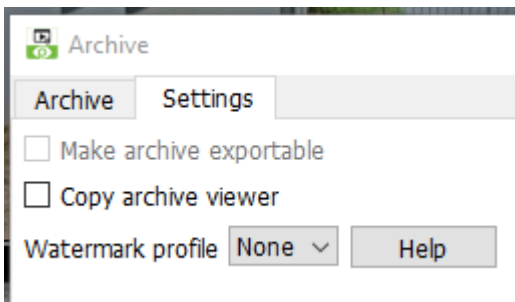 Archive
Archive Settings
Make archive exportable
Copy archive viewer
Watermark profile None Help